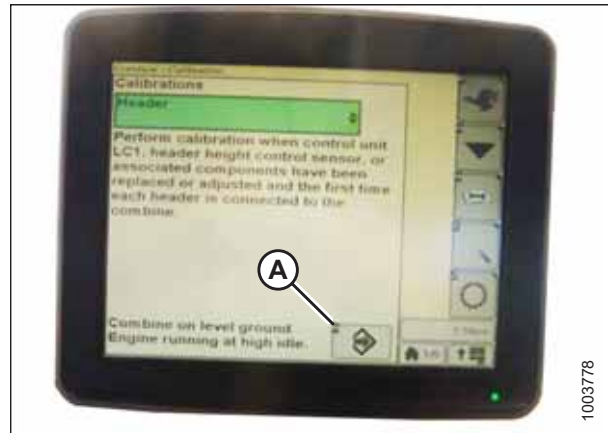 Calibrations
Header
Perform calibration when control unit
LC1, header height control sensor, or
associated components have been
replaced or adjusted and the first time
each header is connected to the
combine.
A
Combine on level ground.
Engine running at high idle.
1003778